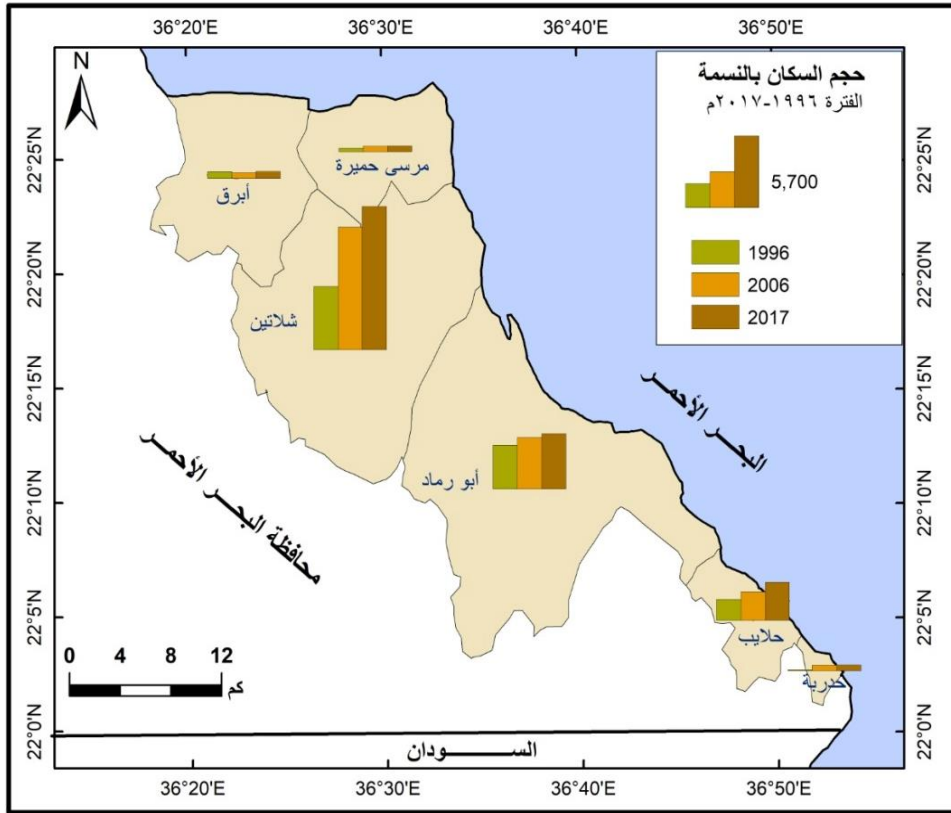 36°20'E 36°30'E 36°40'E 36°50'E
N
حجم السكان بالنسمة
الفترة ١٩٩٦-٢٠١٧م
5,700
1996
2006
2017
22°25'N 22°25'N
مرسى حميرة
أبرق
22°20'N 22°20'N
شلاتين
22°15'N 22°15'N
البحر الأحمر
أبو رماد
22°10'N 22°10'N
محافظة البحر الأحمر
22°5'N 22°5'N
حلايب
حدربة
0 4 8 12
كم
22°0'N 22°0'N
الســـــودان
36°20'E 36°30'E 36°40'E 36°50'E